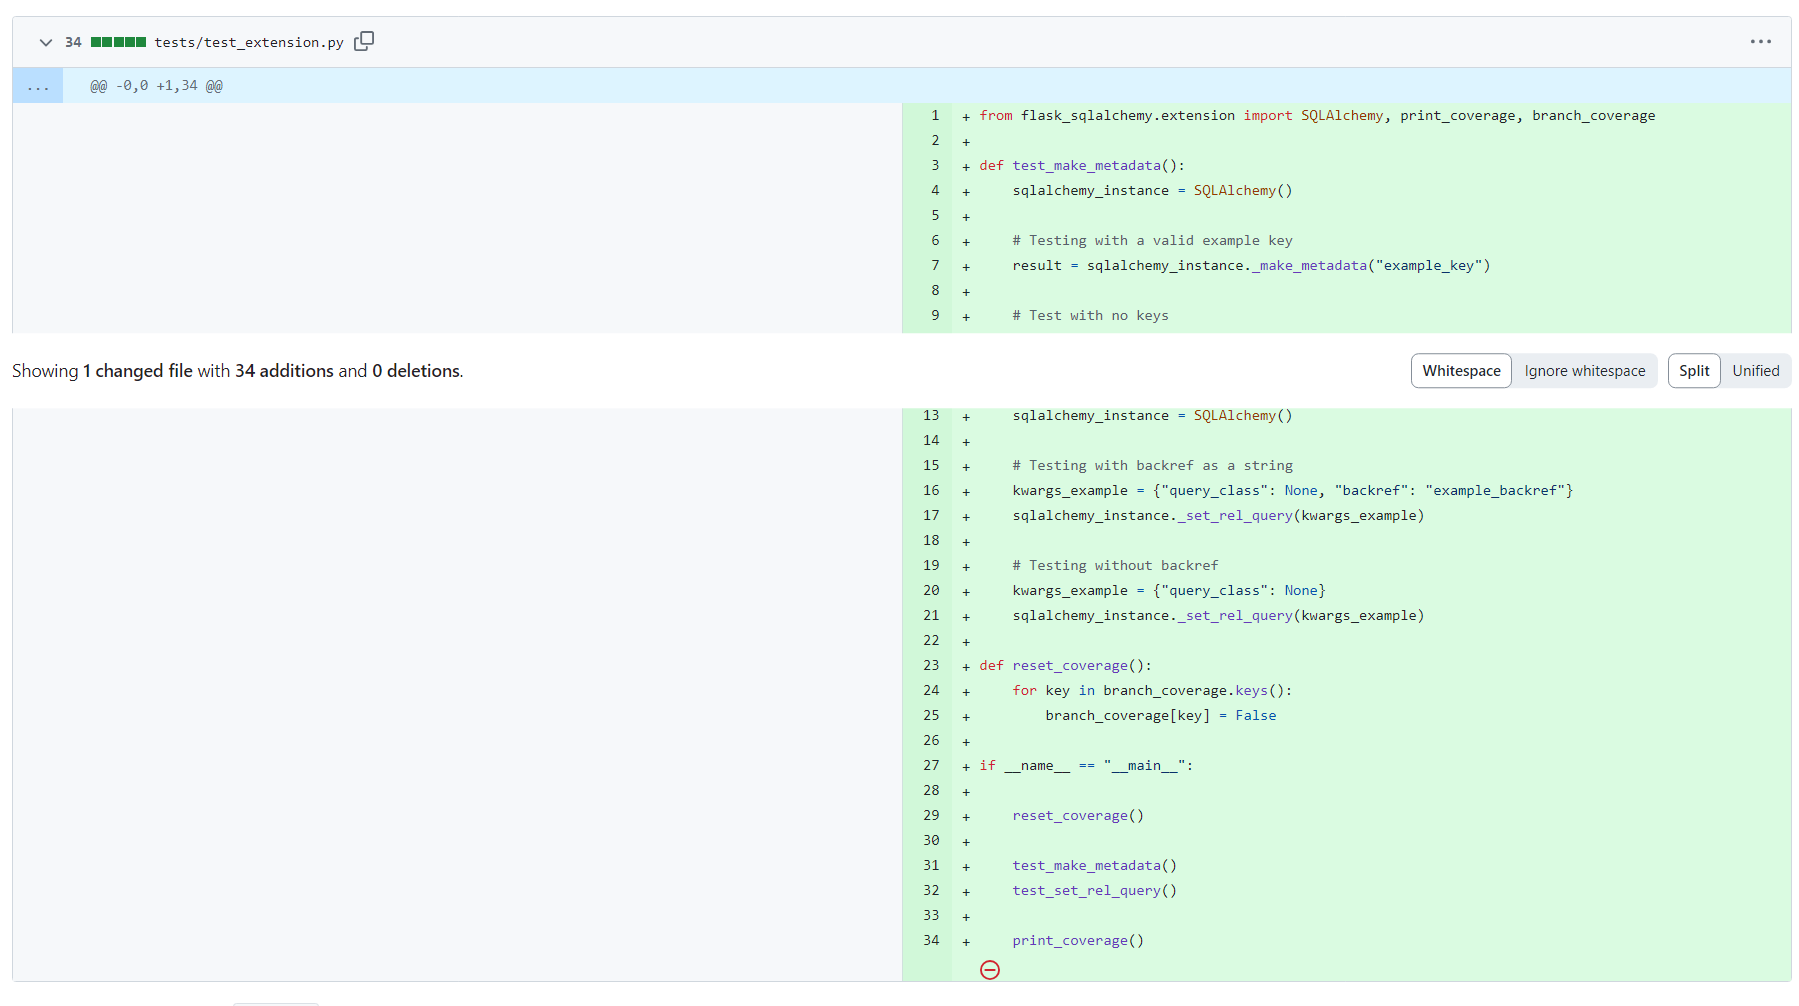 34 tests/test_extension.py
...
... @@ -0,0 +1,34 @@
1 + from flask_sqlalchemy.extension import SQLAlchemy, print_coverage, branch_coverage
2 +
3 + def test_make_metadata():
4 +     sqlalchemy_instance = SQLAlchemy()
5 +
6 +     # Testing with a valid example key
7 +     result = sqlalchemy_instance._make_metadata("example_key")
8 +
9 +     # Test with no keys
Showing 1 changed file with 34 additions and 0 deletions. Whitespace Ignore whitespace Split Unified
13 +     sqlalchemy_instance = SQLAlchemy()
14 +
15 +     # Testing with backref as a string
16 +     kwargs_example = {"query_class": None, "backref": "example_backref"}
17 +     sqlalchemy_instance._set_rel_query(kwargs_example)
18 +
19 +     # Testing without backref
20 +     kwargs_example = {"query_class": None}
21 +     sqlalchemy_instance._set_rel_query(kwargs_example)
22 +
23 + def reset_coverage():
24 +     for key in branch_coverage.keys():
25 +         branch_coverage[key] = False
26 +
27 + if __name__ == "__main__":
28 +
29 +     reset_coverage()
30 +
31 +     test_make_metadata()
32 +     test_set_rel_query()
33 +
34 +     print_coverage()